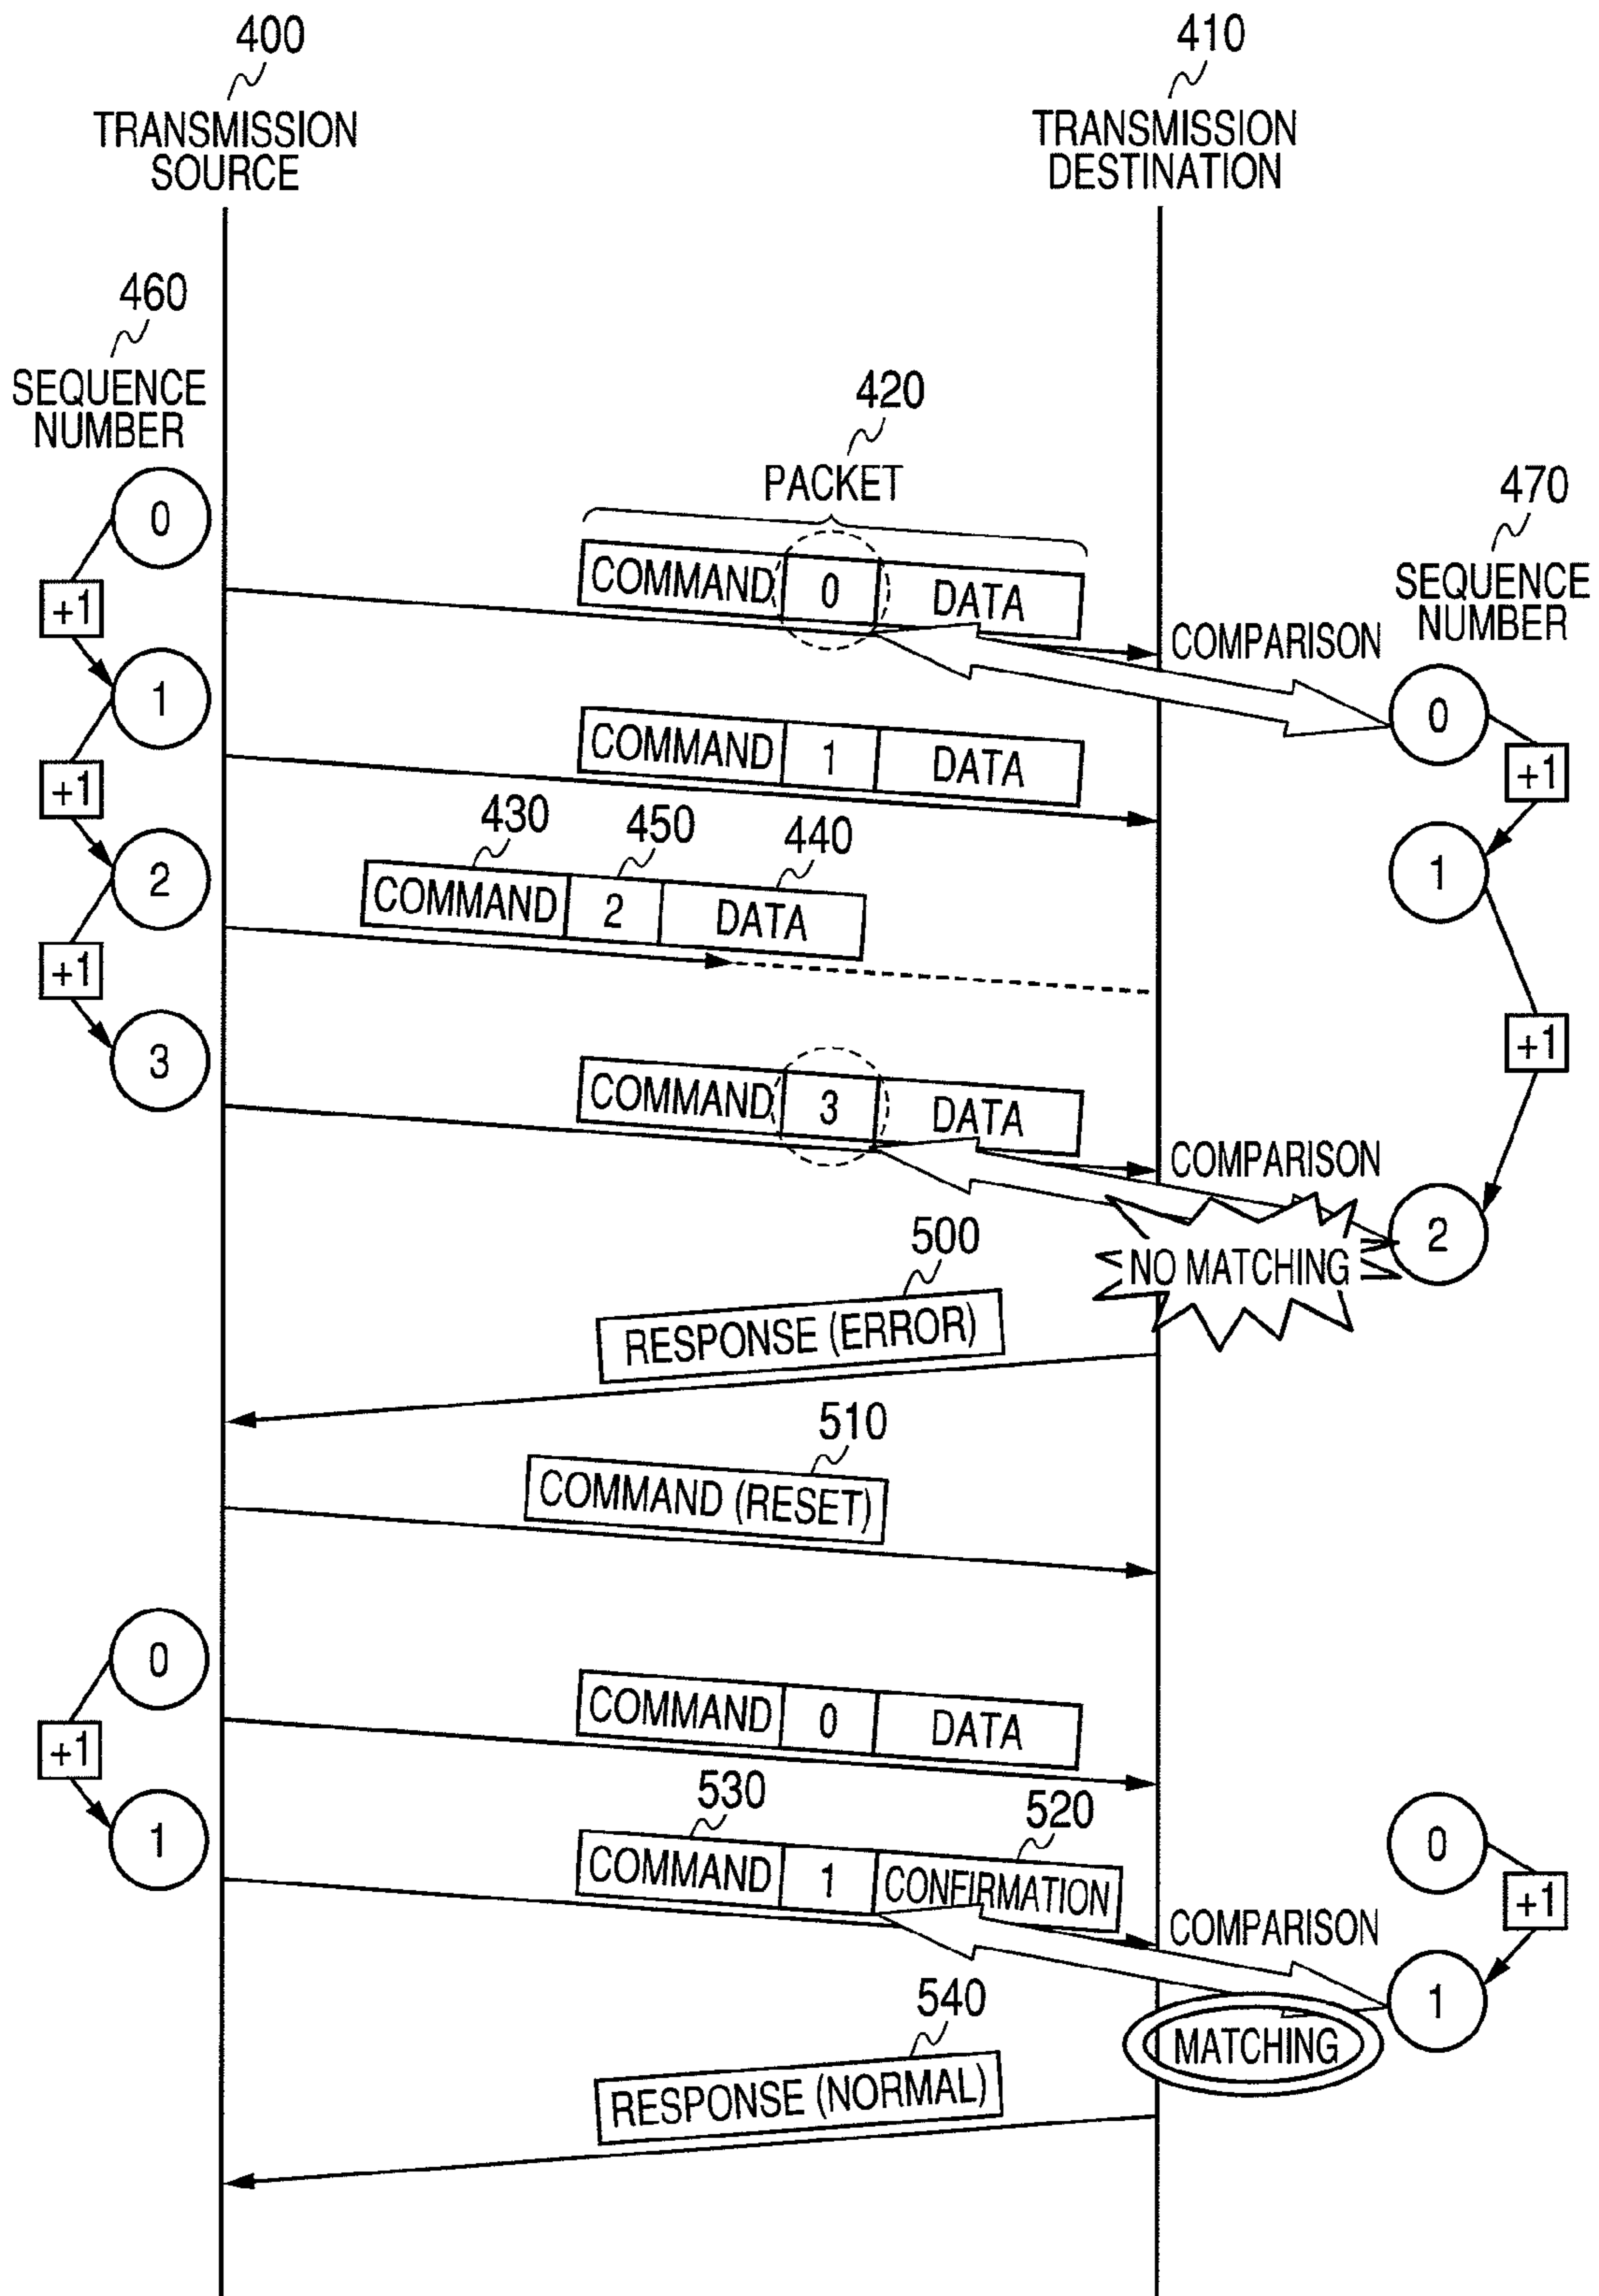 400
410
TRANSMISSION
SOURCE
TRANSMISSION
DESTINATION
460
SEQUENCE
NUMBER
420
PACKET
470
SEQUENCE
NUMBER
0
COMMAND 0 DATA
+1
COMPARISON
1
0
COMMAND 1 DATA
+1
+1
430
450
440
2
1
COMMAND 2 DATA
+1
+1
3
COMMAND 3 DATA
COMPARISON
2
NO MATCHING
500
RESPONSE (ERROR)
510
COMMAND (RESET)
0
COMMAND 0 DATA
+1
530
520
1
0
COMMAND 1 CONFIRMATION
+1
COMPARISON
1
MATCHING
540
RESPONSE (NORMAL)